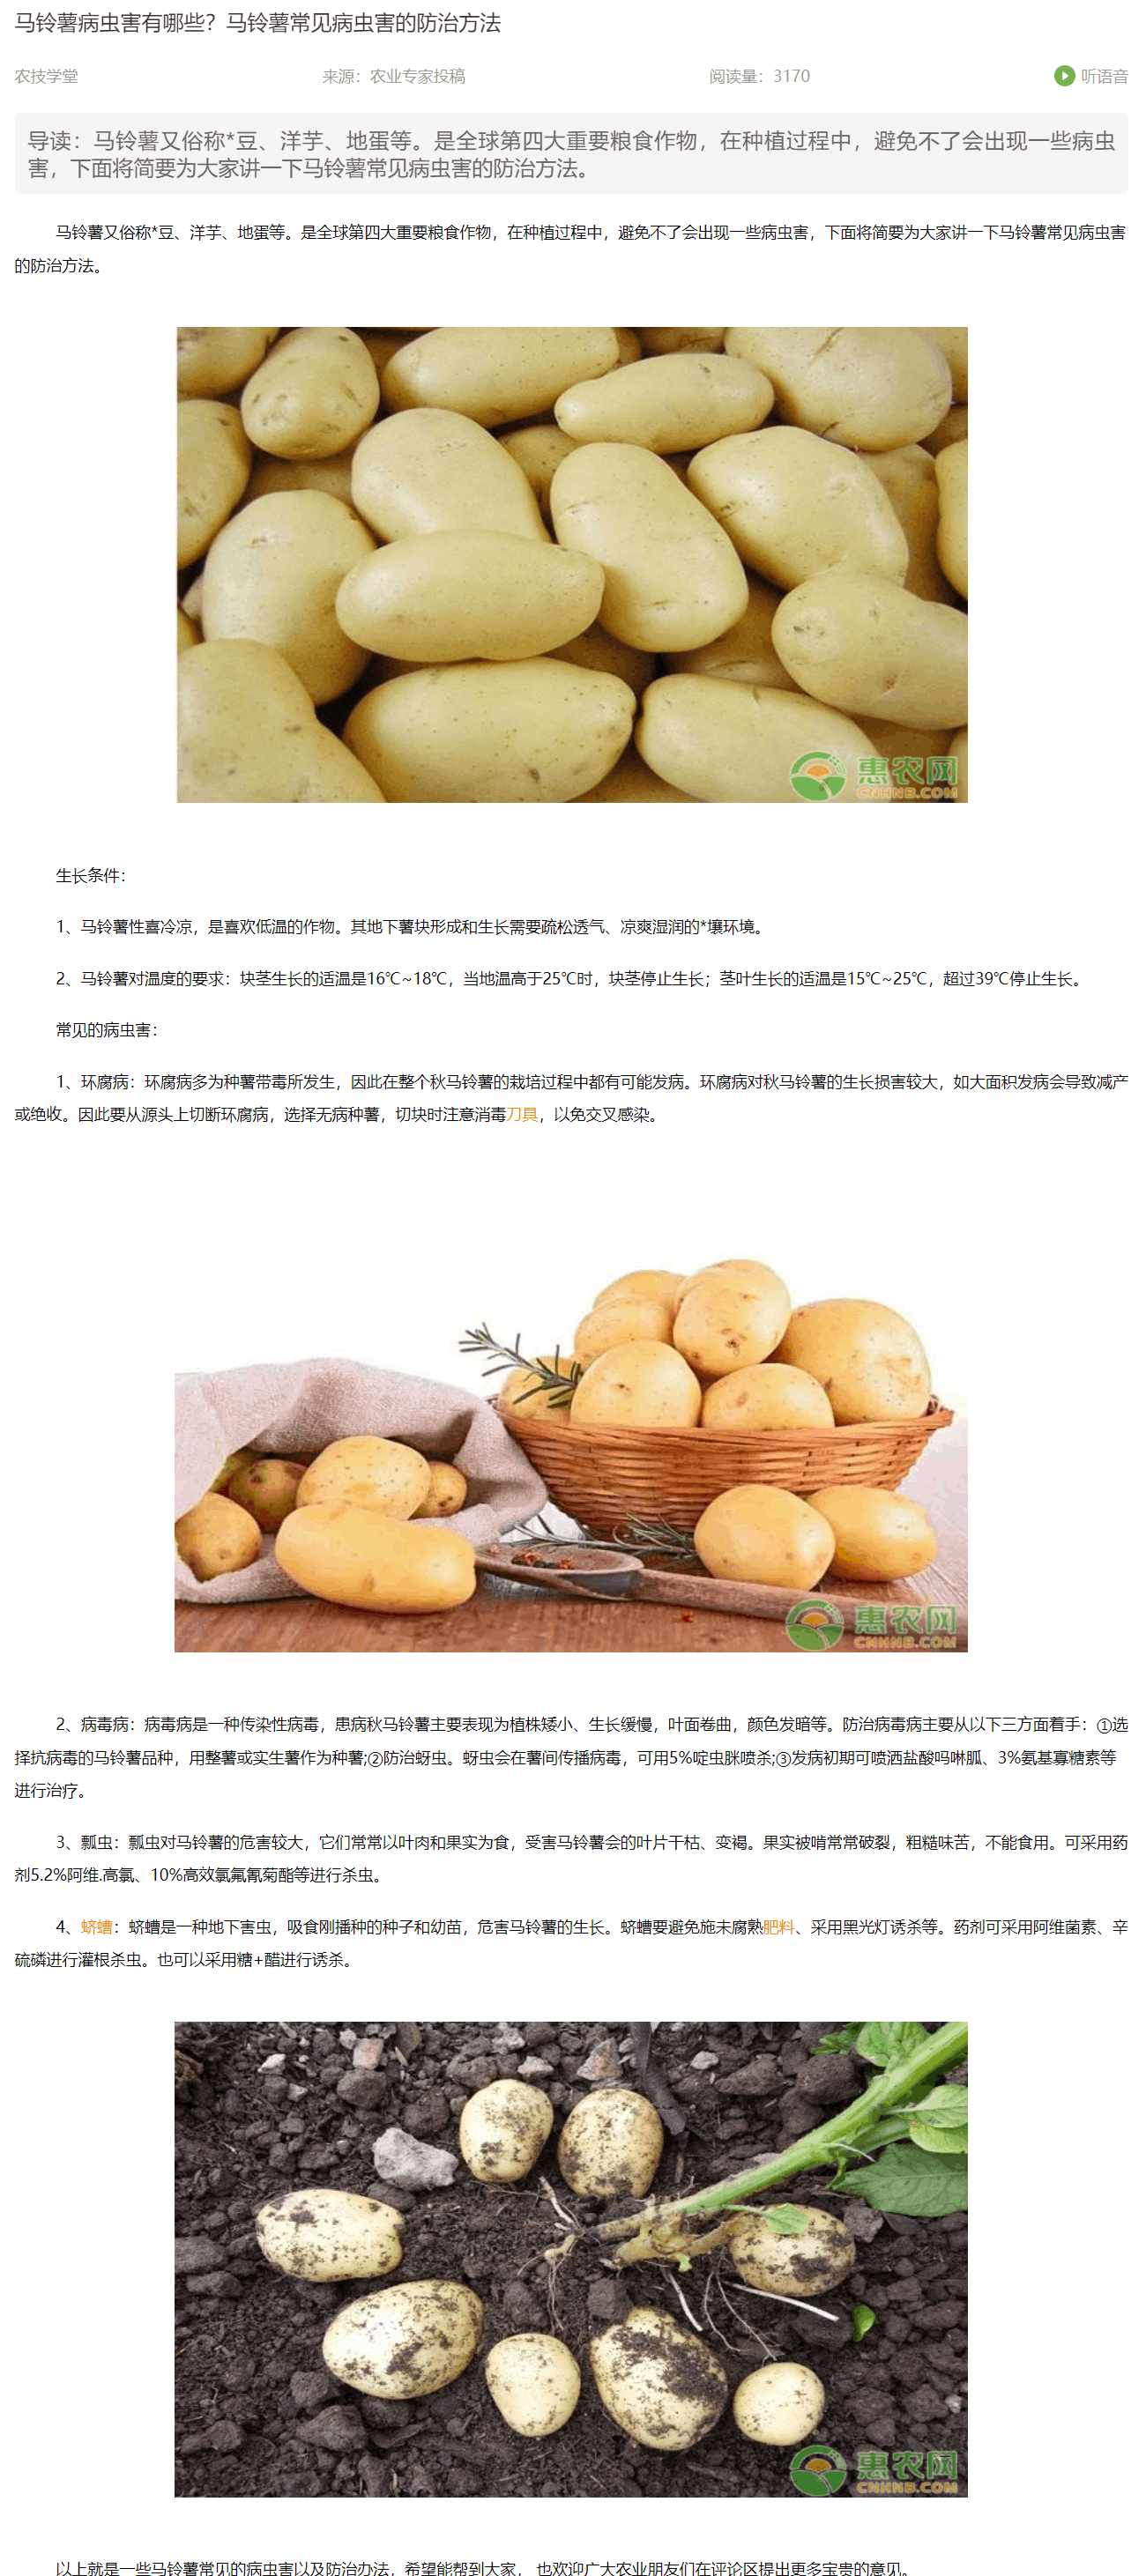 马铃薯病虫害有哪些？马铃薯常见病虫害的防治方法
农技学堂
来源：农业专家投稿
阅读量：3170
听语音
导读：马铃薯又俗称*豆、洋芋、地蛋等。是全球第四大重要粮食作物，在种植过程中，避免不了会出现一些病虫
害，下面将简要为大家讲一下马铃薯常见病虫害的防治方法。
马铃薯又俗称*豆、洋芋、地蛋等。是全球第四大重要粮食作物，在种植过程中，避免不了会出现一些病虫害，下面将简要为大家讲一下马铃薯常见病虫害
的防治方法。
惠农网
CNHNB.COM
生长条件：
1、马铃薯性喜冷凉，是喜欢低温的作物。其地下薯块形成和生长需要疏松透气、凉爽湿润的*壤环境。
2、马铃薯对温度的要求：块茎生长的适温是16℃~18℃，当地温高于25℃时，块茎停止生长；茎叶生长的适温是15℃~25℃，超过39℃停止生长。
常见的病虫害：
1、环腐病：环腐病多为种薯带毒所发生，因此在整个秋马铃薯的栽培过程中都有可能发病。环腐病对秋马铃薯的生长损害较大，如大面积发病会导致减产
或绝收。因此要从源头上切断环腐病，选择无病种薯，切块时注意消毒刀具，以免交叉感染。
惠农网
CNHNB.COM
2、病毒病：病毒病是一种传染性病毒，患病秋马铃薯主要表现为植株矮小、生长缓慢，叶面卷曲，颜色发暗等。防治病毒病主要从以下三方面着手：①选
择抗病毒的马铃薯品种，用整薯或实生薯作为种薯;②防治蚜虫。蚜虫会在薯间传播病毒，可用5%啶虫脒喷杀;③发病初期可喷洒盐酸吗啉胍、3%氨基寡糖素等
进行治疗。
3、瓢虫：瓢虫对马铃薯的危害较大，它们常常以叶肉和果实为食，受害马铃薯会的叶片干枯、变褐。果实被啃常常破裂，粗糙味苦，不能食用。可采用药
剂5.2%阿维.高氯、10%高效氯氟氰菊酯等进行杀虫。
4、蛴螬：蛴螬是一种地下害虫，吸食刚播种的种子和幼苗，危害马铃薯的生长。蛴螬要避免施未腐熟肥料、采用黑光灯诱杀等。药剂可采用阿维菌素、辛
硫磷进行灌根杀虫。也可以采用糖+醋进行诱杀。
惠农网
CNHNB.COM
以上就是一些马铃薯常见的病虫害以及防治办法，希望能帮到大家， 也欢迎广大农业朋友们在评论区提出更多宝贵的意见。